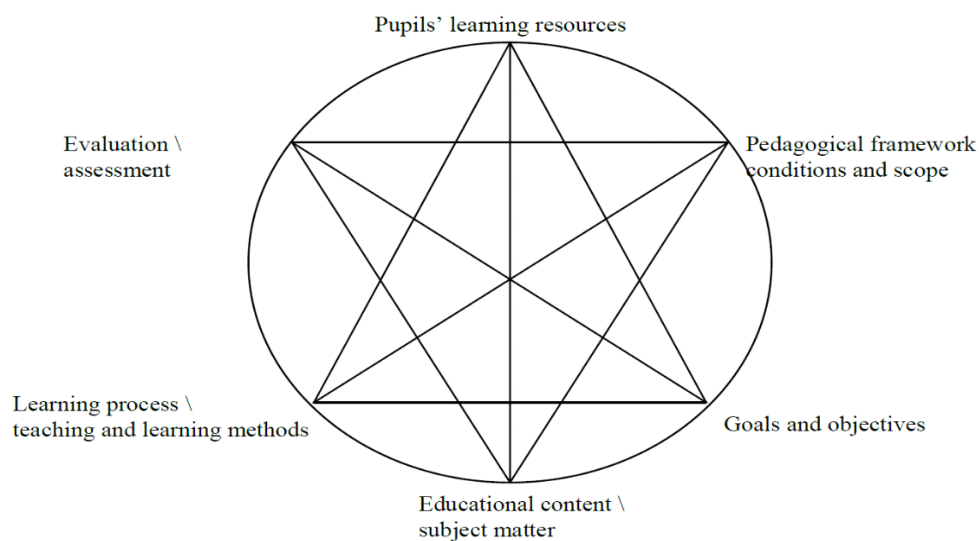 Pupils’ learning resources
Evaluation \
assessment
Pedagogical framework
conditions and scope
Learning process \
teaching and learning methods
Goals and objectives
Educational content \
subject matter